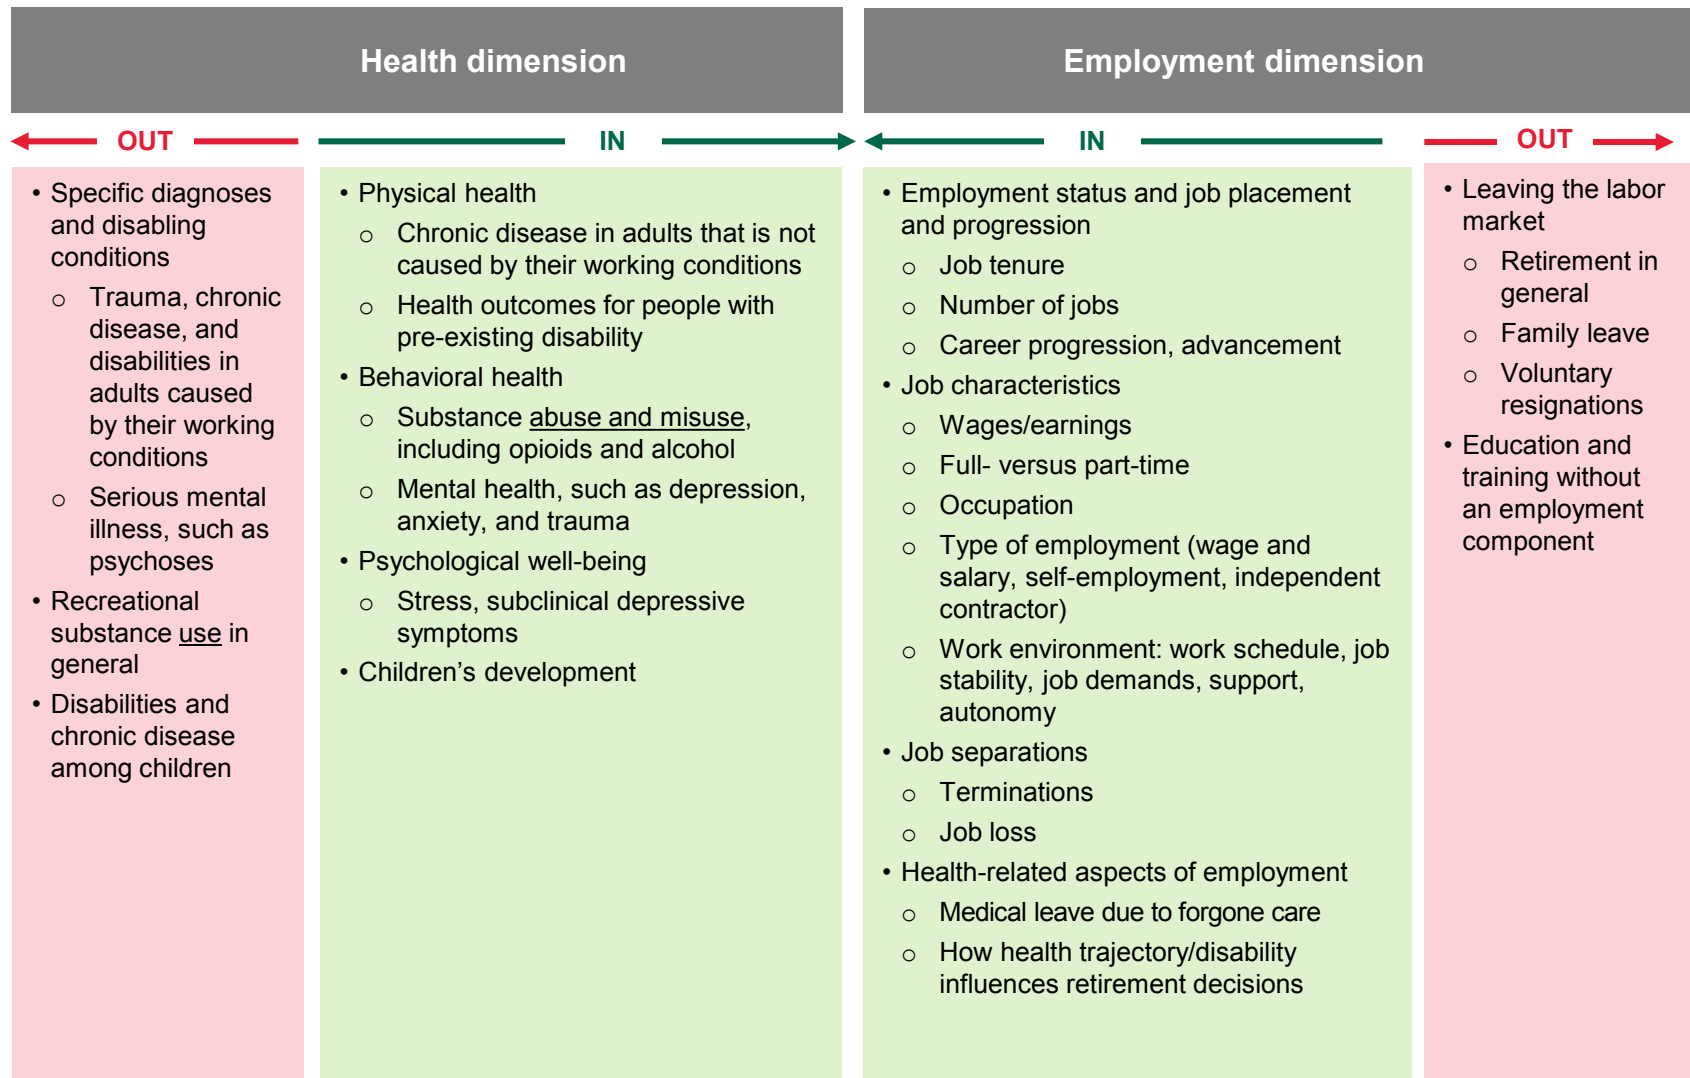 Health dimension
Employment dimension
OUT
IN
IN
OUT
• Specific diagnoses
and disabling
conditions
o Trauma, chronic
disease, and
disabilities in
adults caused
by their working
conditions
o Serious mental
illness, such as
psychoses
• Recreational
substance use in
general
• Disabilities and
chronic disease
among children
• Physical health
o Chronic disease in adults that is not
caused by their working conditions
o Health outcomes for people with
pre-existing disability
• Behavioral health
o Substance abuse and misuse,
including opioids and alcohol
o Mental health, such as depression,
anxiety, and trauma
• Psychological well-being
o Stress, subclinical depressive
symptoms
• Children's development
• Employment status and job placement
and progression
o Job tenure
o Number of jobs
o Career progression, advancement
• Job characteristics
o Wages/earnings
o Full- versus part-time
o Occupation
o Type of employment (wage and
salary, self-employment, independent
contractor)
o Work environment: work schedule, job
stability, job demands, support,
autonomy
• Job separations
o Terminations
o Job loss
• Health-related aspects of employment
o Medical leave due to forgone care
o How health trajectory/disability
influences retirement decisions
• Leaving the labor
market
o Retirement in
general
o Family leave
o Voluntary
resignations
• Education and
training without
an employment
component